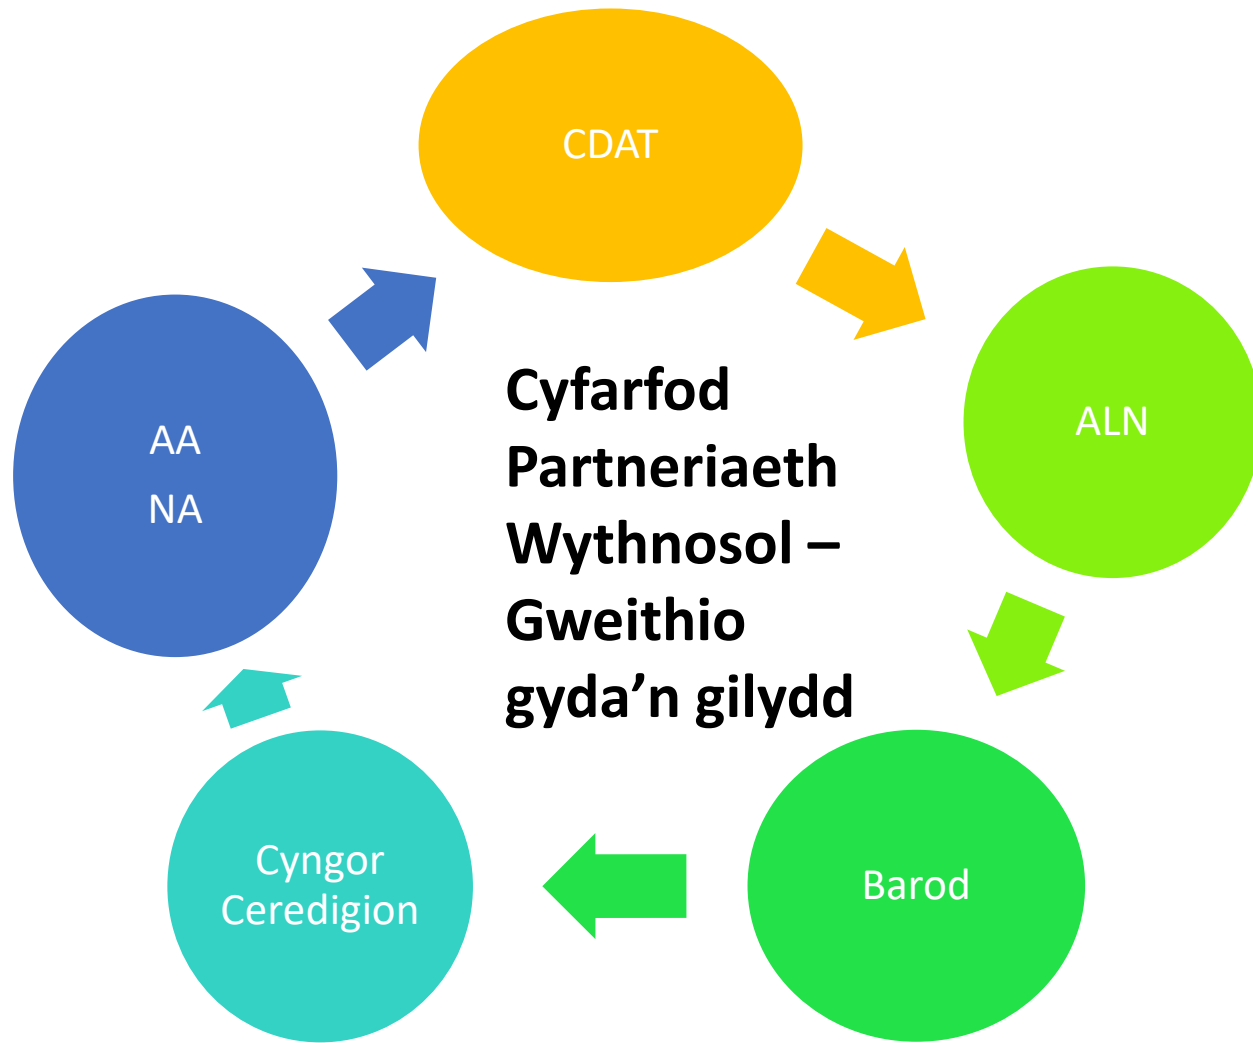 CDAT
ALN
Barod
Cyngor
Ceredigion
AA
NA
Cyfarfod
Partneriaeth
Wythnosol –
Gweithio
gyda’n gilydd